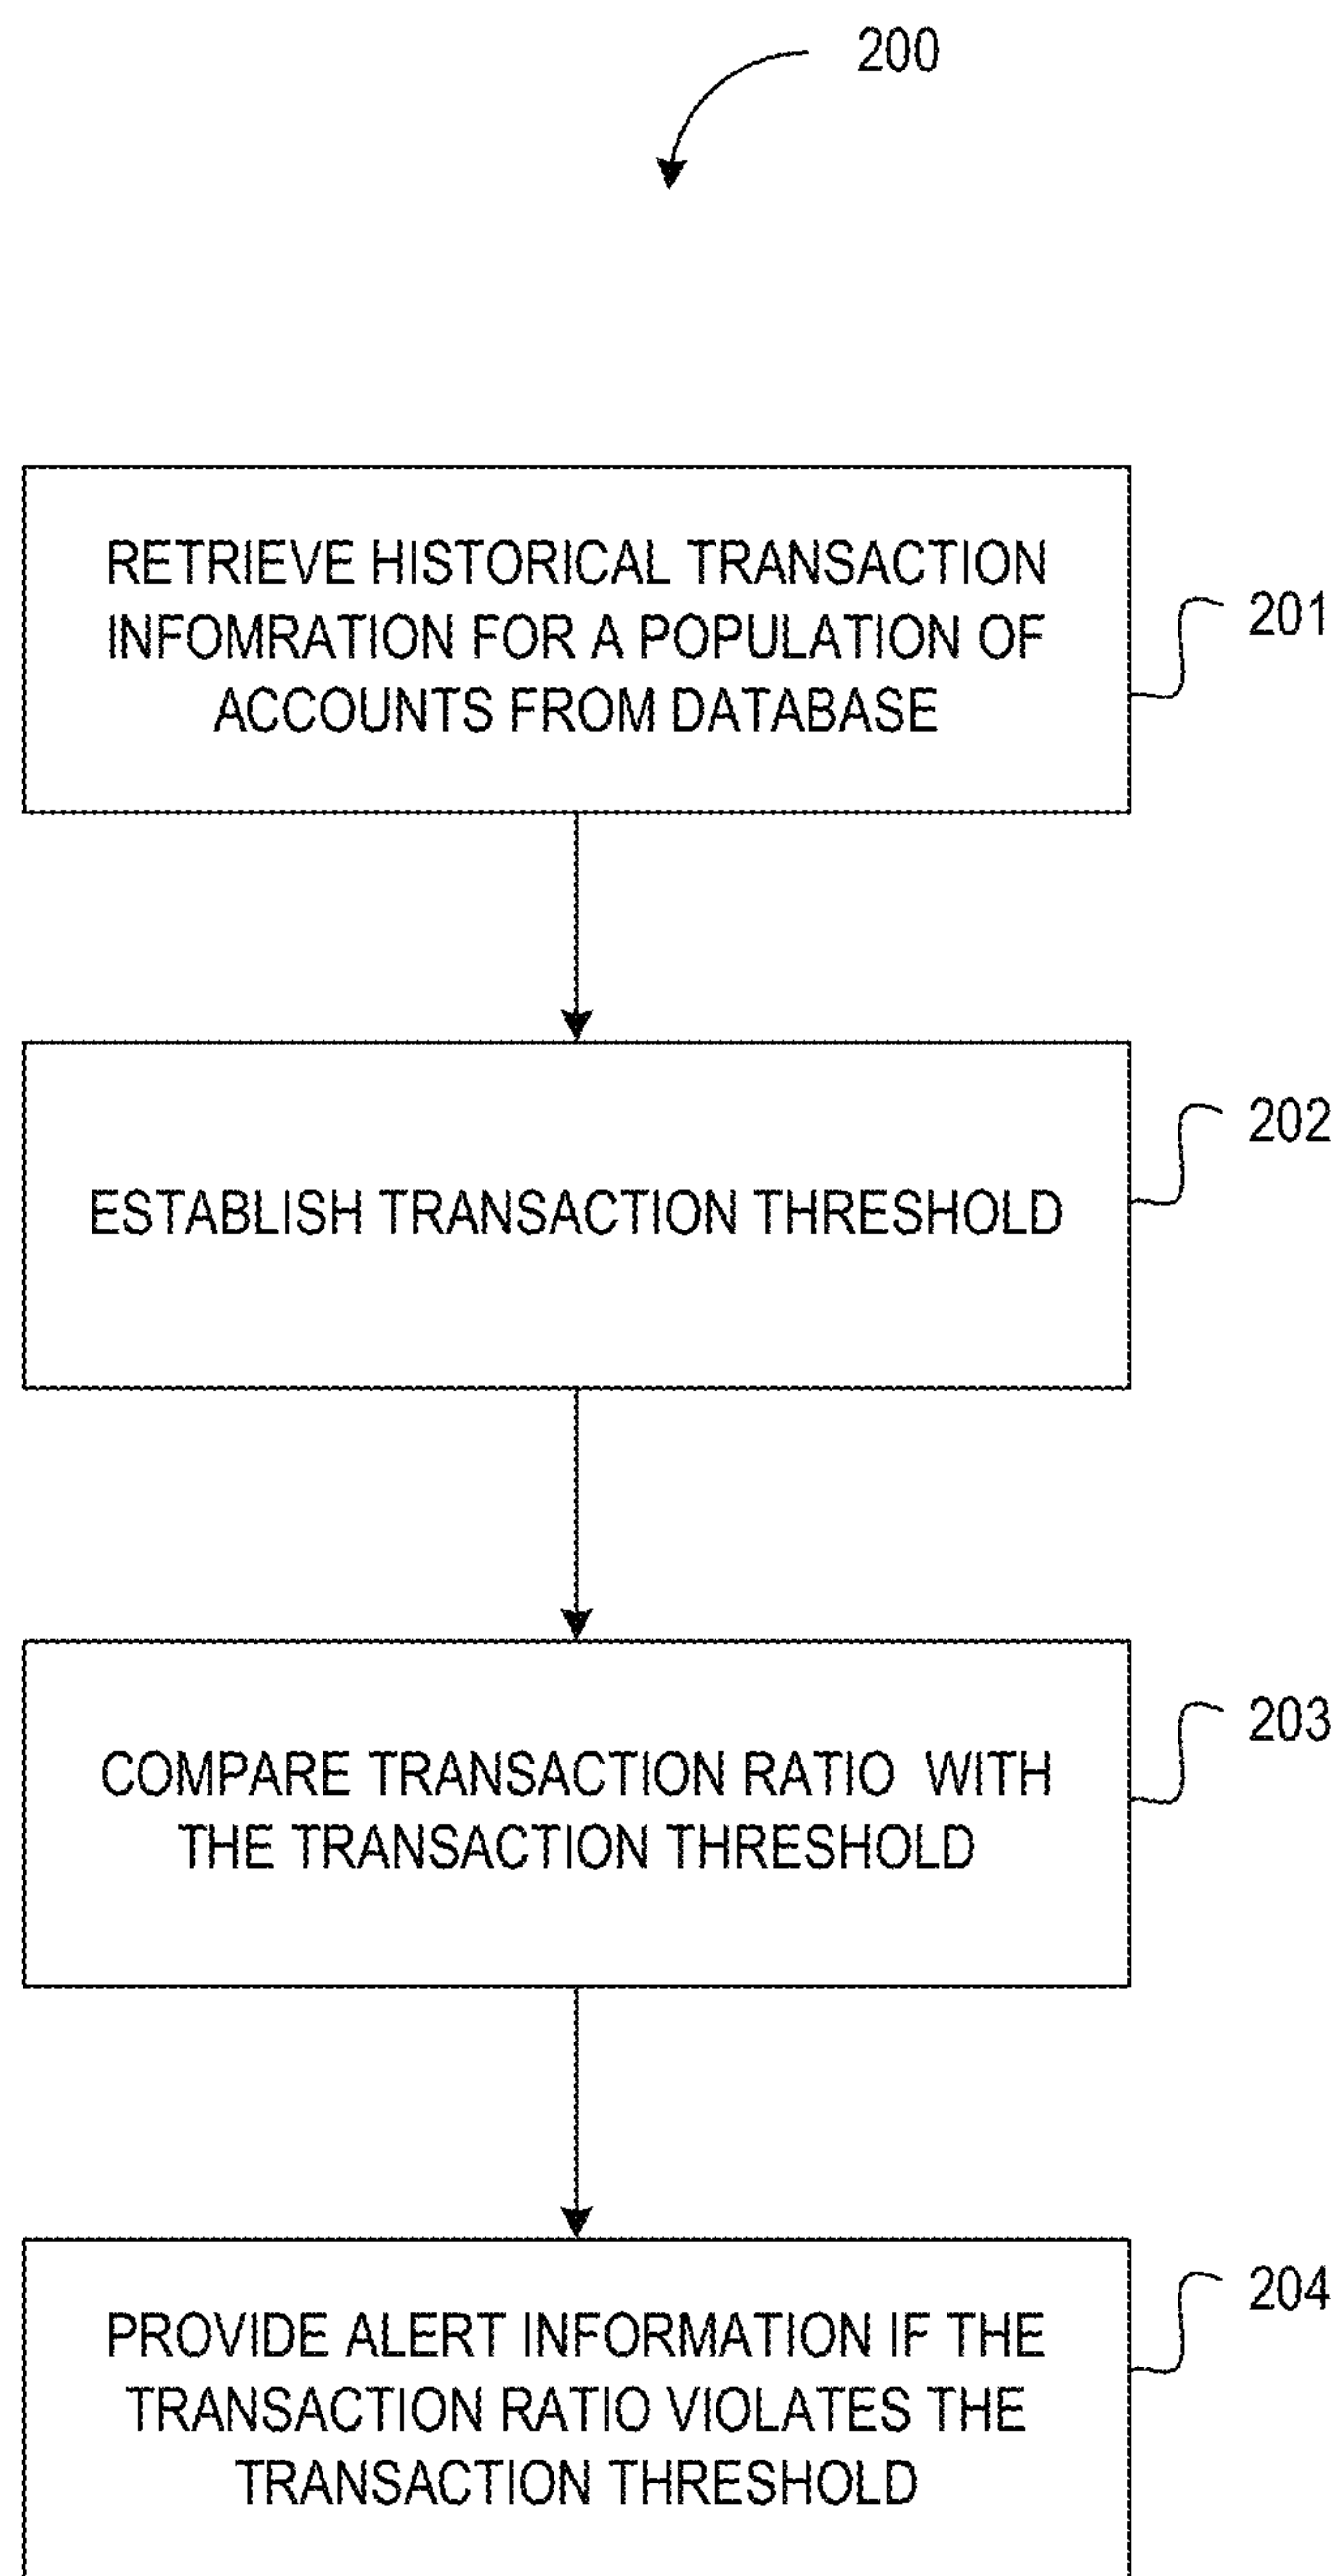 200
RETRIEVE HISTORICAL TRANSACTION
INFOMRATION FOR A POPULATION OF
ACCOUNTS FROM DATABASE
201
ESTABLISH TRANSACTION THRESHOLD
202
COMPARE TRANSACTION RATIO WITH
THE TRANSACTION THRESHOLD
203
PROVIDE ALERT INFORMATION IF THE
TRANSACTION RATIO VIOLATES THE
TRANSACTION THRESHOLD
204